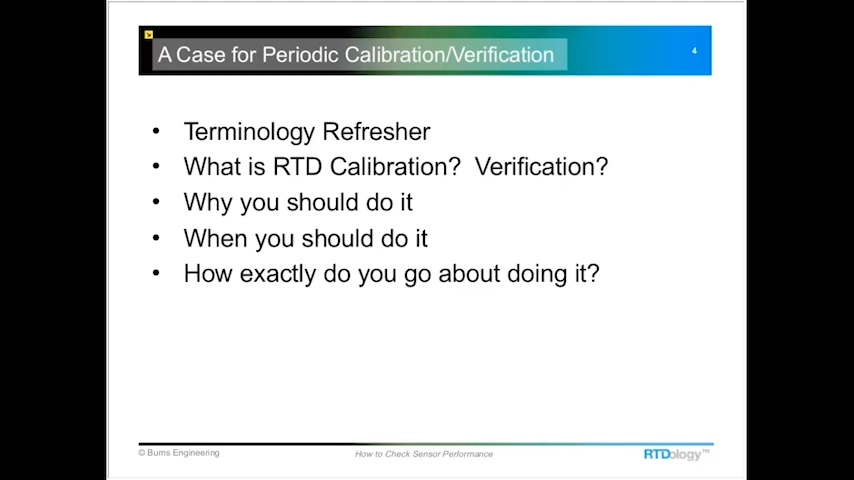 A Case for Periodic Calibration/Verification
4
• Terminology Refresher
• What is RTD Calibration?  Verification?
• Why you should do it
• When you should do it
• How exactly do you go about doing it?
© Burns Engineering
How to Check Sensor Performance
RTDology™